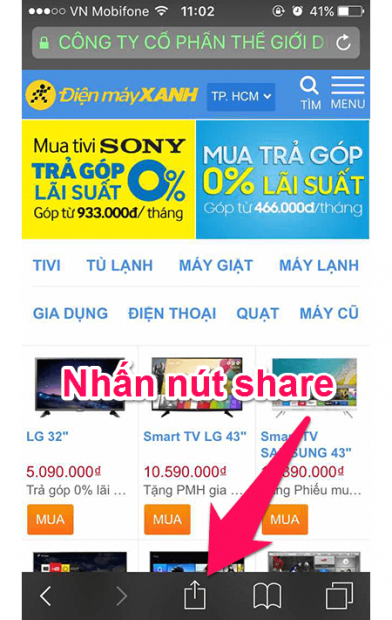 VN Mobifone 11:02 41%
CÔNG TY CỔ PHẦN THẾ GIỚI D
Điện máy XANH TP. HCM TÌM MENU
Mua tivi SONY
TRẢ GÓP
LÃI SUẤT 0%
Góp từ 933.000đ/tháng
MUA TRẢ GÓP
0% LÃI SUẤT
Góp từ 466.000đ/tháng
TIVI TỦ LẠNH MÁY GIẶT MÁY LẠNH
GIA DỤNG ĐIỆN THOẠI QUẠT MÁY CŨ
Nhấn nút share
LG 32"
5.090.000₫
Trả góp 0% lãi ...
MUA
Smart TV LG 43"
10.590.000₫
Tặng PMH gia ...
MUA
Smart TV
SAMSUNG 43"
.890.000₫
Phiếu mu...
MUA